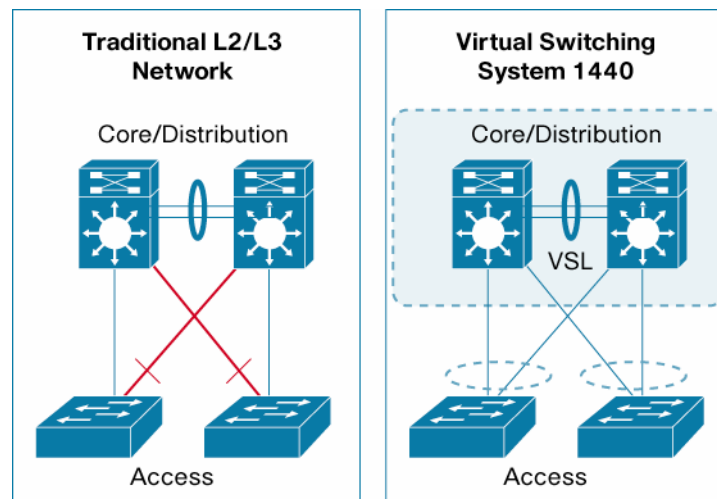 Traditional L2/L3
Network
Core/Distribution
Access
Virtual Switching
System 1440
Core/Distribution
VSL
Access